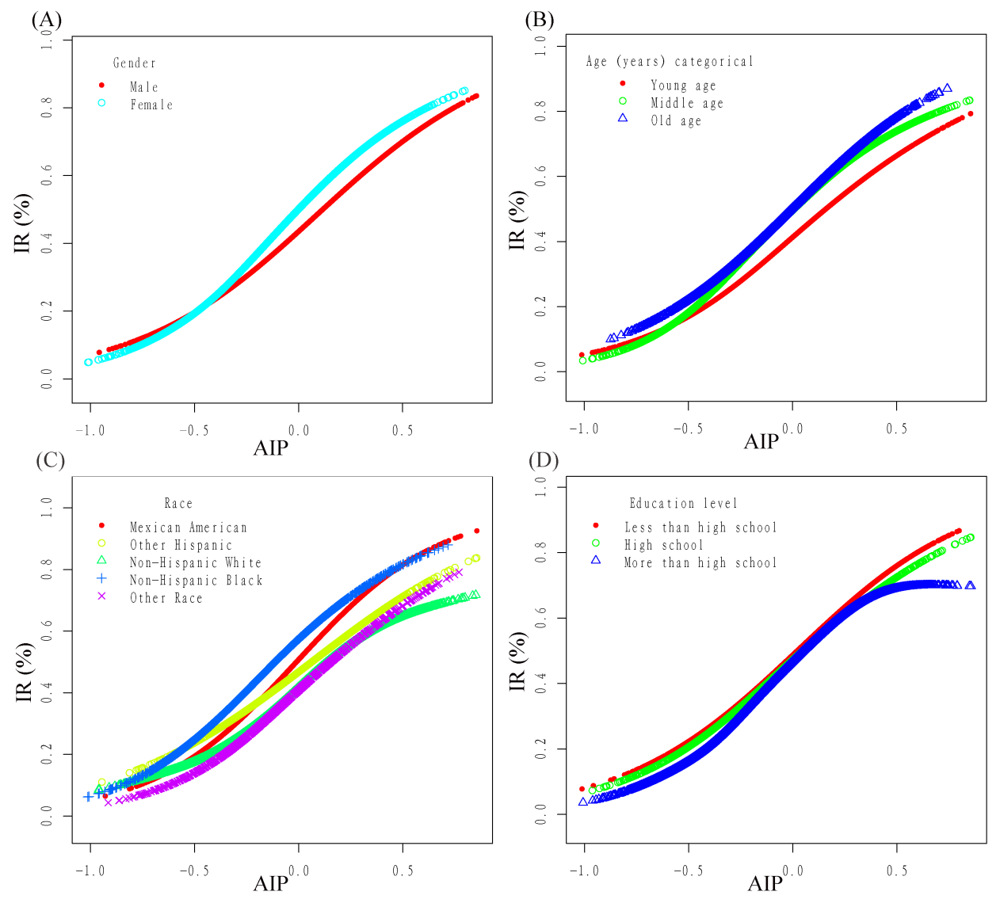 (A)
Gender
Male
Female
IR (%)
0.0 0.2 0.4 0.6 0.8 1.0
−1.0 −0.5 0.0 0.5
AIP
(B)
Age (years) categorical
Young age
Middle age
Old age
IR (%)
0.0 0.2 0.4 0.6 0.8 1.0
−1.0 −0.5 0.0 0.5
AIP
(C)
Race
Mexican American
Other Hispanic
Non−Hispanic White
Non−Hispanic Black
Other Race
IR (%)
0.0 0.2 0.4 0.6 0.8 1.0
−1.0 −0.5 0.0 0.5
AIP
(D)
Education level
Less than high school
High school
More than high school
IR (%)
0.0 0.2 0.4 0.6 0.8 1.0
−1.0 −0.5 0.0 0.5
AIP